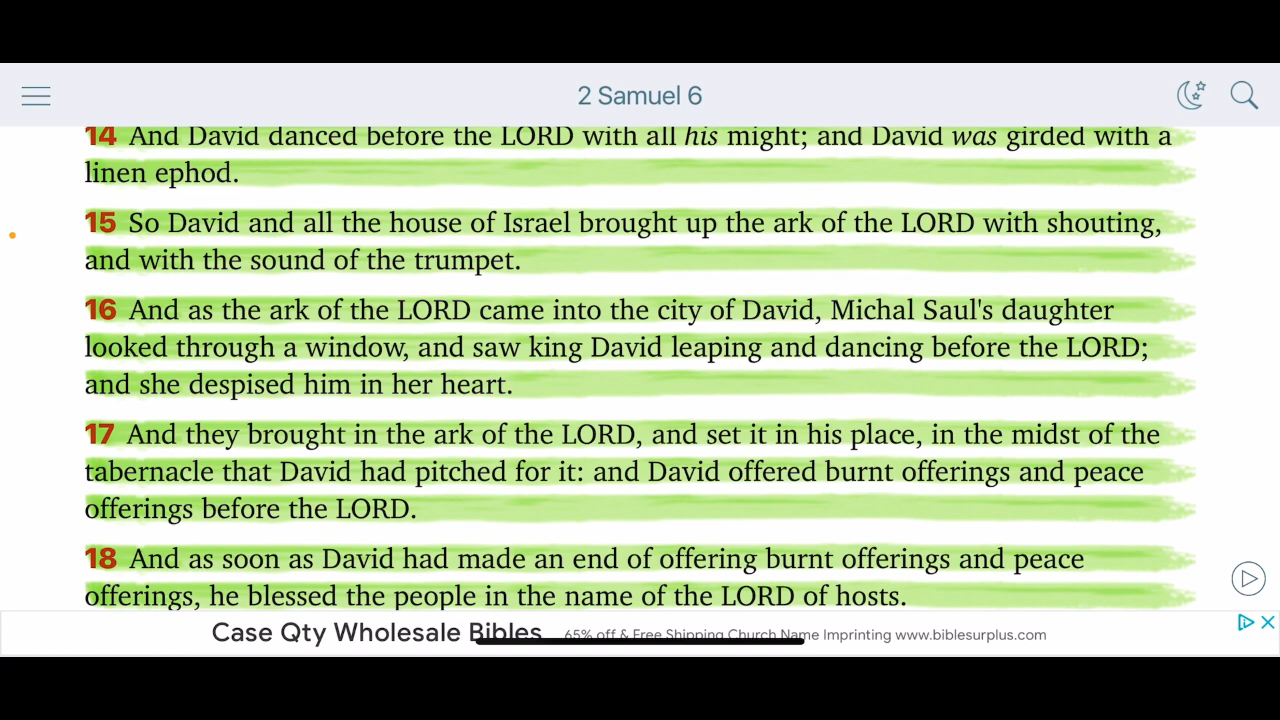 2 Samuel 6
14 And David danced before the LORD with all his might; and David was girded with a
linen ephod.
15 So David and all the house of Israel brought up the ark of the LORD with shouting,
and with the sound of the trumpet.
16 And as the ark of the LORD came into the city of David, Michal Saul's daughter
looked through a window, and saw king David leaping and dancing before the LORD;
and she despised him in her heart.
17 And they brought in the ark of the LORD, and set it in his place, in the midst of the
tabernacle that David had pitched for it: and David offered burnt offerings and peace
offerings before the LORD.
18 And as soon as David had made an end of offering burnt offerings and peace
offerings, he blessed the people in the name of the LORD of hosts.
Case Qty Wholesale Bibles 65% off & Free Shipping Church Name Imprinting www.biblesurplus.com